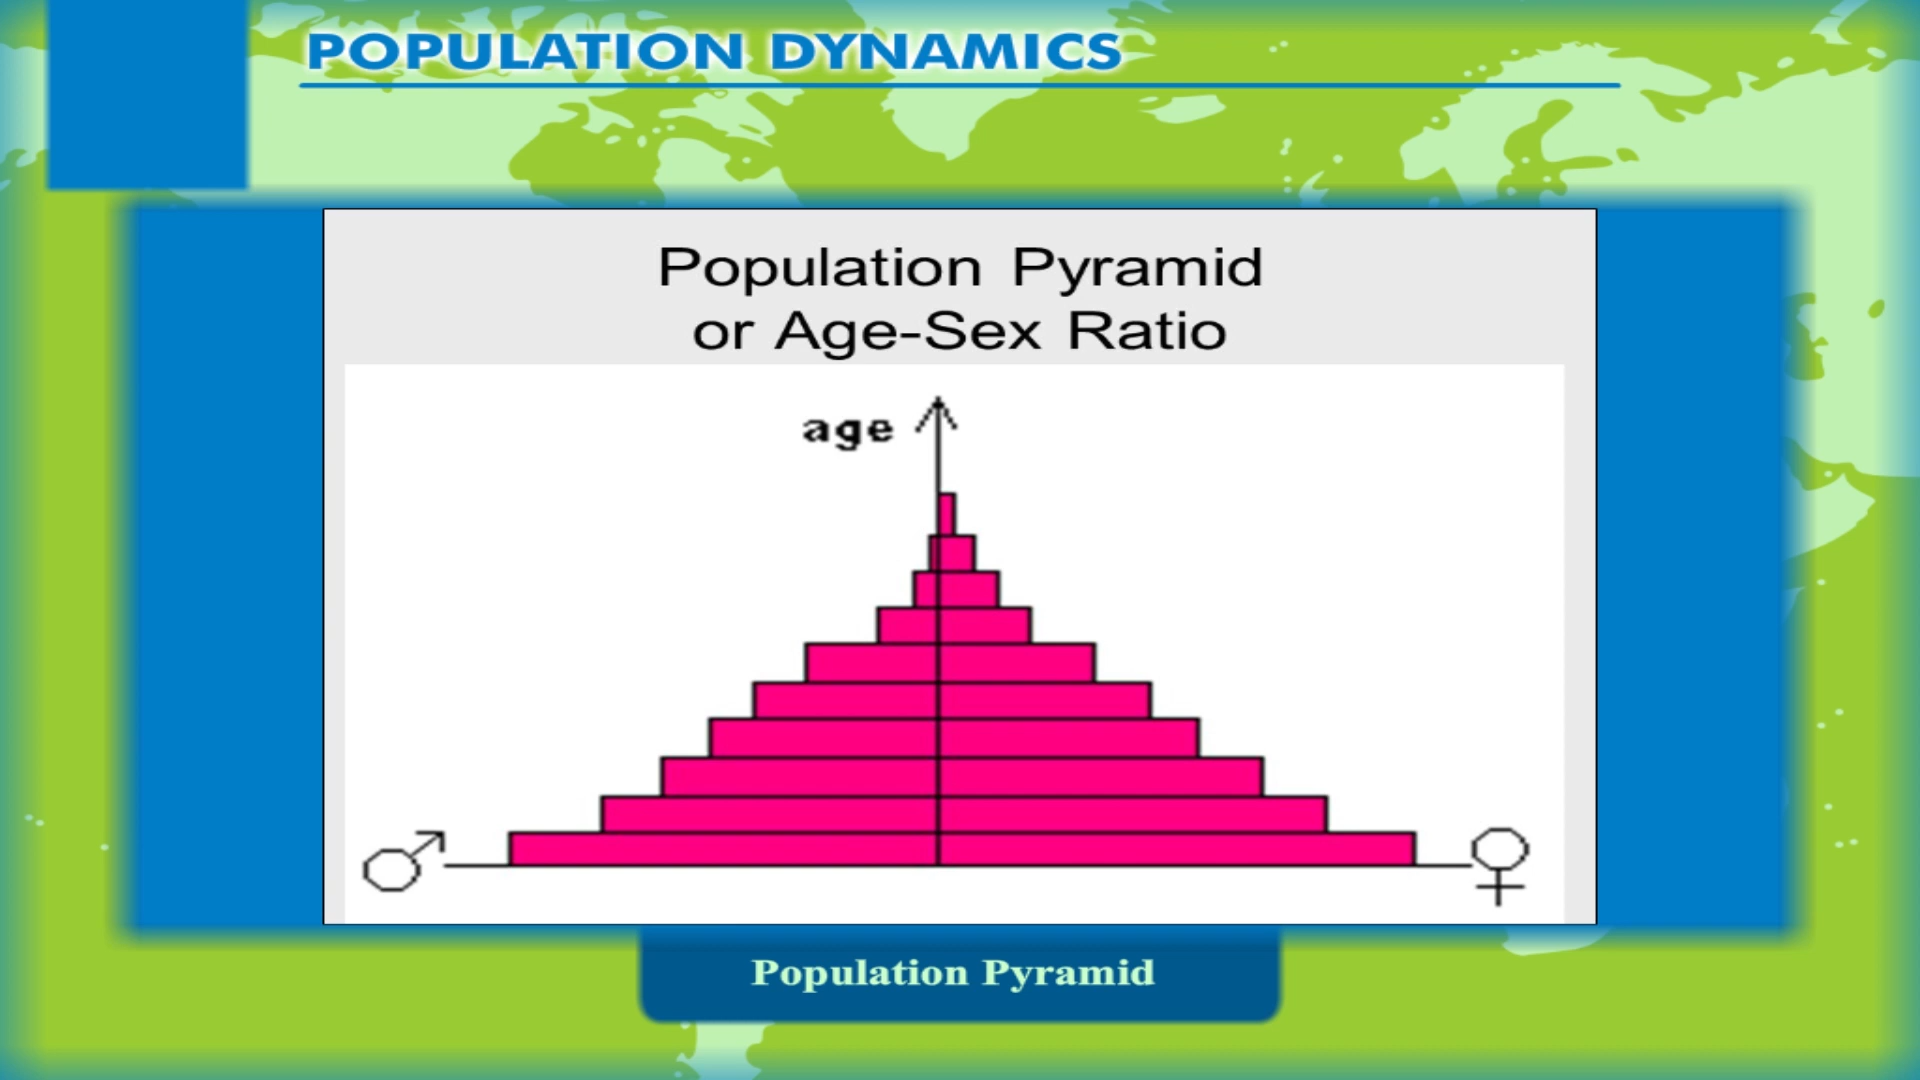 POPULATION DYNAMICS
Population Pyramid
or Age-Sex Ratio
age
Population Pyramid